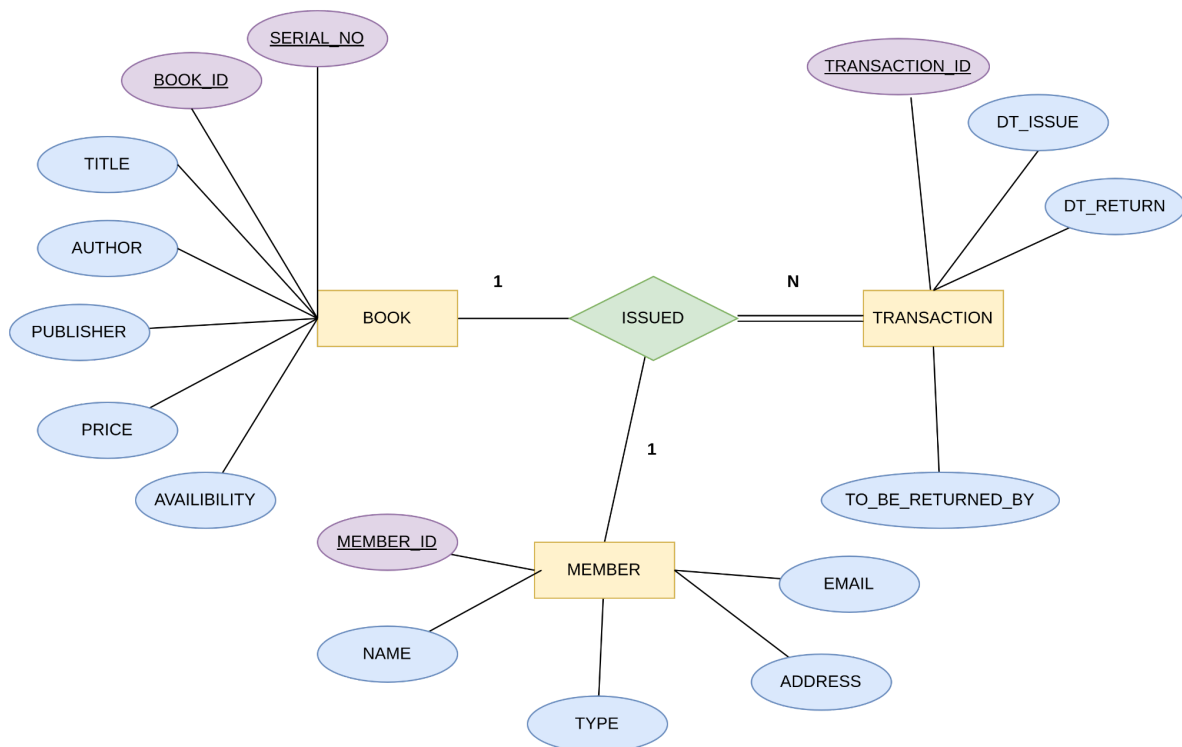 SERIAL_NO
BOOK_ID
TRANSACTION_ID
DT_ISSUE
TITLE
DT_RETURN
AUTHOR
1
N
PUBLISHER
BOOK
ISSUED
TRANSACTION
PRICE
1
AVAILIBILITY
TO_BE_RETURNED_BY
MEMBER_ID
MEMBER
EMAIL
NAME
ADDRESS
TYPE